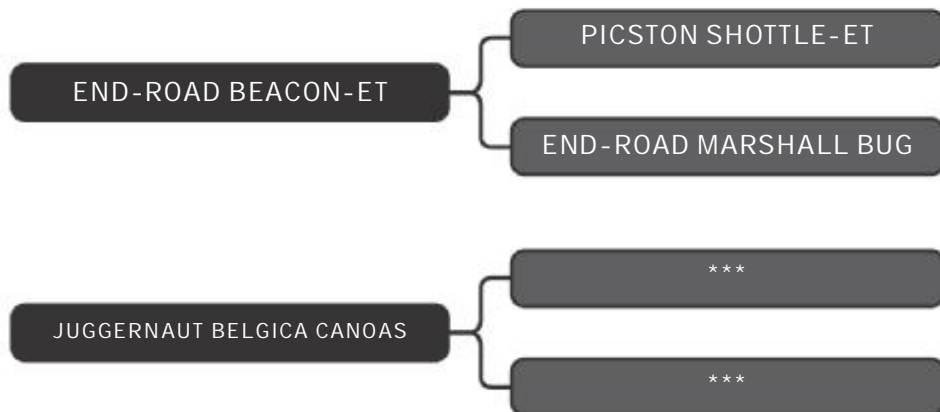 PICSTON SHOTTLE-ET
END-ROAD BEACON-ET
END-ROAD MARSHALL BUG
***
JUGGERNAUT BELGICA CANOAS
***